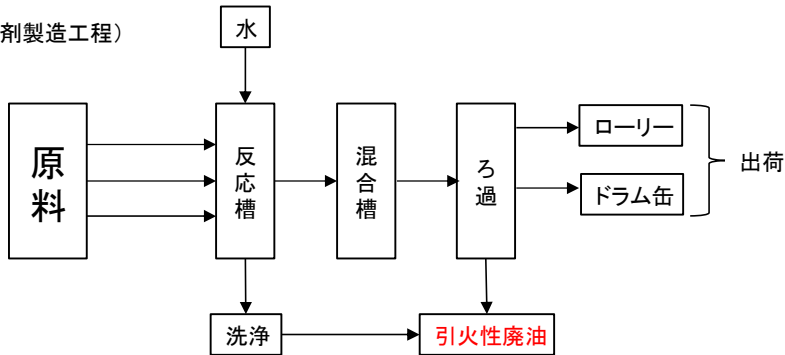 剤製造工程）
水
原料
反応槽
混合槽
ろ過
ローリー
ドラム缶
出荷
洗浄
引火性廃油